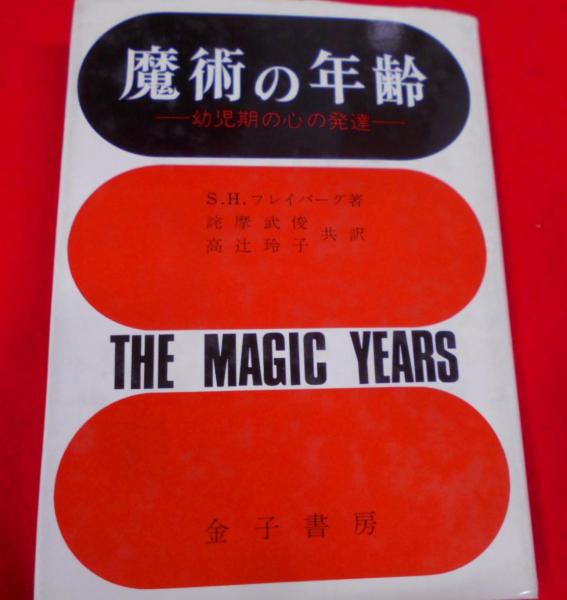 魔術の年齢
―幼児期の心の発達―
S.H.フレイバーグ著
詫摩武俊
高辻玲子 共訳
THE MAGIC YEARS
金子書房